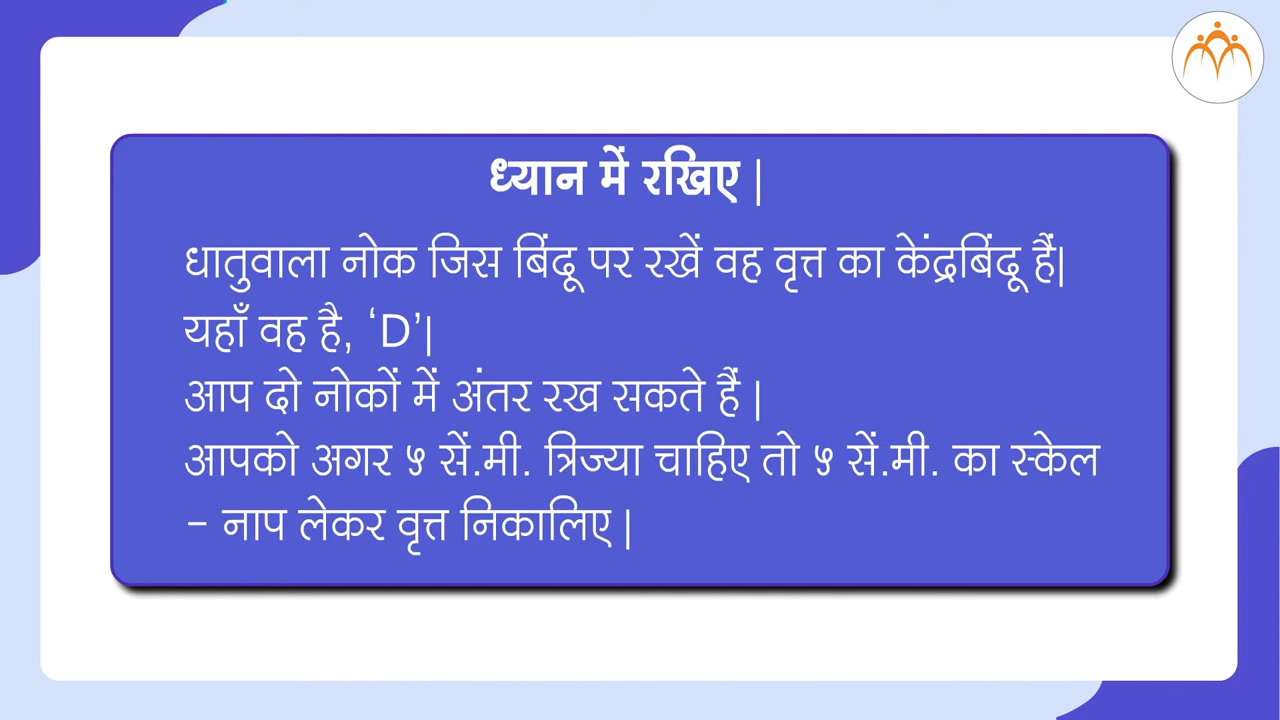 ध्यान में रखिए |
धातुवाला नोक जिस बिंदू पर रखें वह वृत्त का केंद्रबिंदू हैं|
यहाँ वह है, ‘D’|
आप दो नोकों में अंतर रख सकते हैं |
आपको अगर ५ सें.मी. त्रिज्या चाहिए तो ५ सें.मी. का स्केल
- नाप लेकर वृत्त निकालिए |